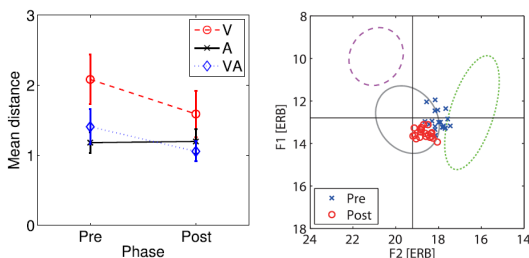 3
2
1
0
Mean distance
Pre
Post
Phase
V
A
VA
8
10
12
14
16
18
F1 [ERB]
24
22
20
18
16
14
F2 [ERB]
Pre
Post